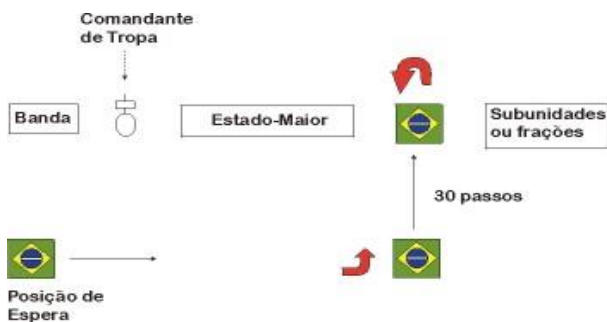 Comandante
de Tropa
Banda
Estado-Maior
Subunidades
ou frações
30 passos
Posição de
Espera